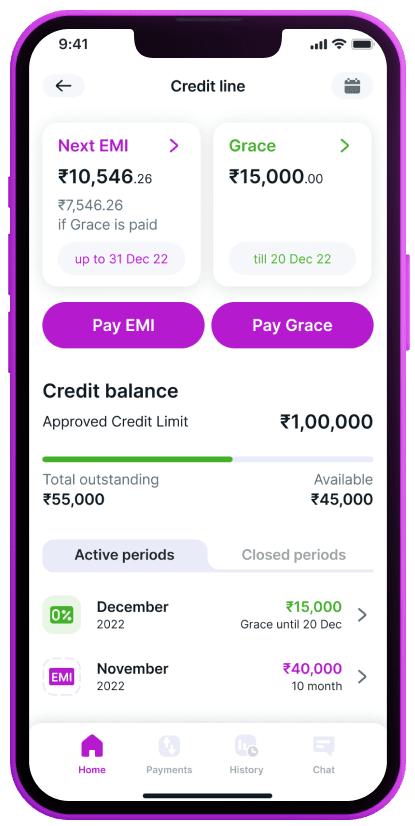 9:41
Credit line
Next EMI
₹10,546.26
₹7,546.26
if Grace is paid
up to 31 Dec 22
Grace
₹15,000.00
till 20 Dec 22
Pay EMI
Pay Grace
Credit balance
Approved Credit Limit ₹1,00,000
Total outstanding Available
₹55,000 ₹45,000
Active periods Closed periods
0%
December ₹15,000
2022 Grace until 20 Dec
EMI
November ₹40,000
2022 10 month
Home Payments History Chat